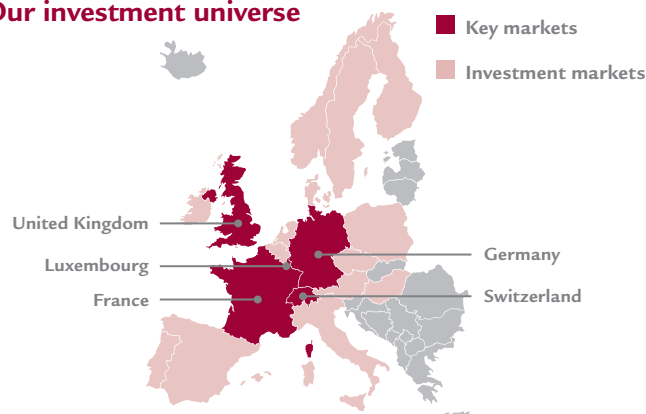 Our investment universe
Key markets
Investment markets
United Kingdom
Luxembourg
France
Germany
Switzerland